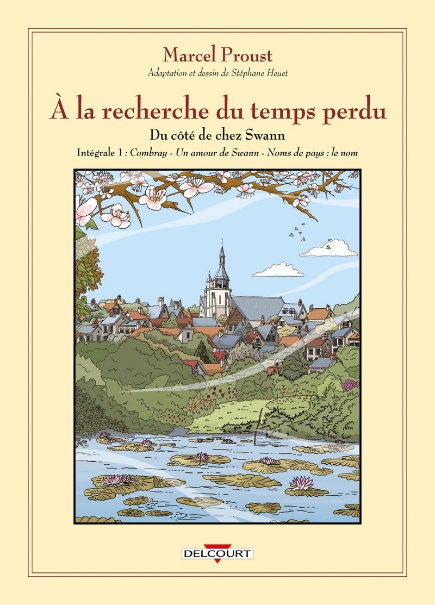 Marcel Proust
Adaptation et dessin de Stéphane Heuet
À la recherche du temps perdu
Du côté de chez Swann
Intégrale 1 : Combray - Un amour de Swann - Noms de pays : le nom
DELCOURT